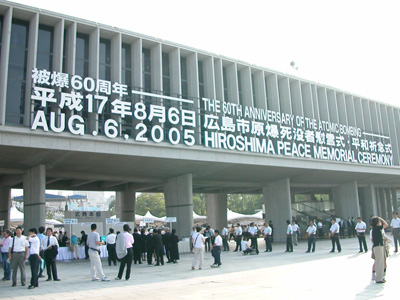 被爆60周年
平成17年8月6日
AUG.6,2005
THE 60TH ANNIVERSARY OF THE ATOMIC BOMBING
広島市原爆死没者慰霊式・平和祈念式
HIROSHIMA PEACE MEMORIAL CEREMONY